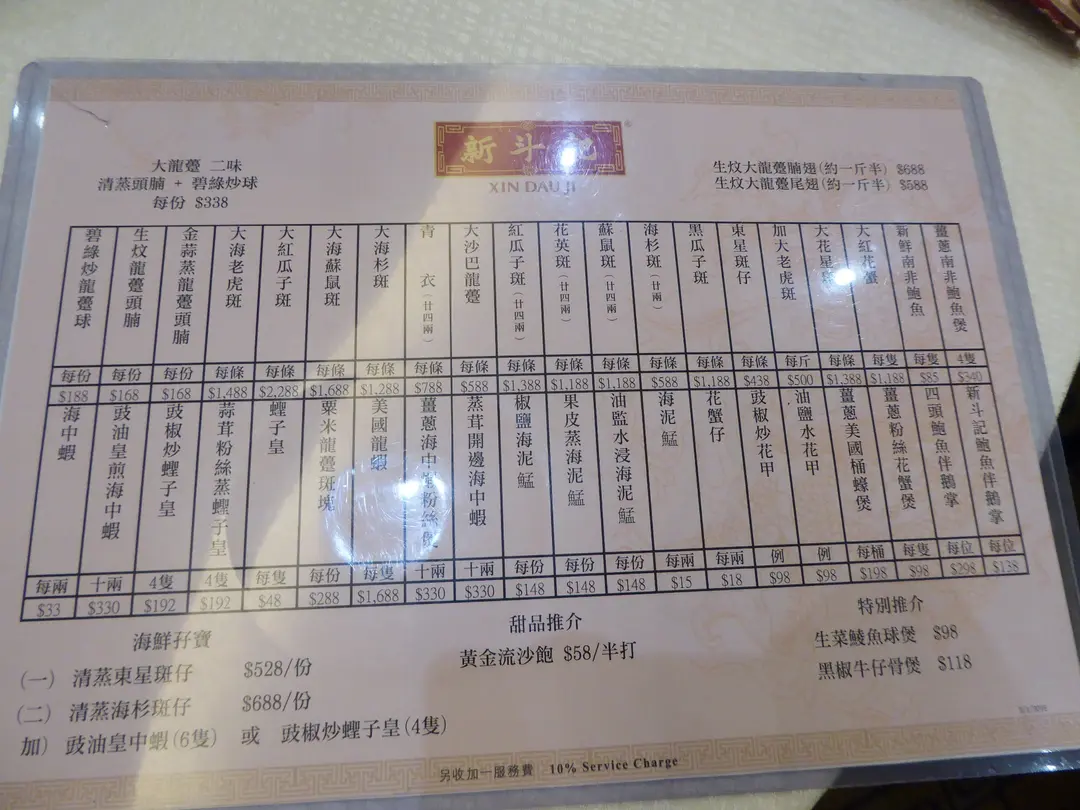 新斗記
XIN DAU JI
大龍躉 二味
清蒸頭腩 + 碧綠炒球
每份 $338
生炆大龍躉腩翅(約一斤半) $688
生炆大龍躉尾翅(約一斤半) $588
碧綠炒龍躉球 每份 $188
生炆龍躉頭腩 每份 $168
金蒜蒸龍躉頭腩 每份 $168
大海老虎斑 每條 $1,488
大紅瓜子斑 每條 $2,288
大海蘇鼠斑 每條 $1,688
大海杉斑 每條 $1,288
青衣(廿四兩) 每條 $788
大沙巴龍躉 每條 $588
紅瓜子斑(廿四兩) 每條 $1,388
花英斑(廿四兩) 每條 $1,188
蘇鼠斑(廿四兩) 每條 $1,188
海杉斑(廿兩) 每條 $588
黑瓜子斑 每條 $1,188
東星斑仔 每條 $438
加大老虎斑 每斤 $500
大花星斑 每條 $1,388
大紅花蟹 每隻 $1,188
新鮮南非鮑魚 每隻 $85
薑蔥南非鮑魚煲 4隻 $340
海中蝦 每兩 $33
豉油皇煎海中蝦 十兩 $330
豉椒炒蟶子皇 4隻 $192
蒜茸粉絲蒸蟶子皇 4隻 $192
蟶子皇 每隻 $48
粟米龍躉斑塊 每份 $288
美國龍蝦 每隻 $1,688
薑蔥海中蝦粉絲煲 十兩 $330
蒸茸開邊海中蝦 十兩 $330
椒鹽海泥鯭 每份 $148
果皮蒸海泥鯭 每份 $148
油監水浸海泥鯭 每份 $148
海泥鯭 每兩 $15
花蟹仔 每兩 $18
豉椒炒花甲 例 $98
油鹽水花甲 例 $98
薑蔥美國桶蠔煲 每桶 $198
薑蔥粉絲花蟹煲 每隻 $98
四頭鮑魚伴鵝掌 每位 $298
新斗記鮑魚伴鵝掌 每位 $138
海鮮孖寶
(一) 清蒸東星斑仔 $528/份
(二) 清蒸海杉斑仔 $688/份
加) 豉油皇中蝦(6隻) 或 豉椒炒蟶子皇(4隻)
甜品推介
黃金流沙飽 $58/半打
特別推介
生菜鯪魚球煲 $98
黑椒牛仔骨煲 $118
另收加一服務費 10% Service Charge